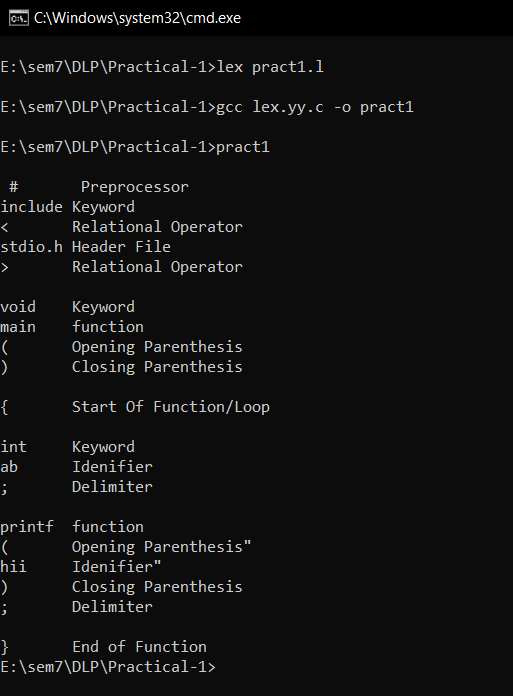 C:\Windows\system32\cmd.exe
E:\sem7\DLP\Practical-1>lex pract1.l
E:\sem7\DLP\Practical-1>gcc lex.yy.c -o pract1
E:\sem7\DLP\Practical-1>pract1
# Preprocessor
include Keyword
< Relational Operator
stdio.h Header File
> Relational Operator
void Keyword
main function
( Opening Parenthesis
) Closing Parenthesis
{ Start Of Function/Loop
int Keyword
ab Idenifier
; Delimiter
printf function
( Opening Parenthesis"
hii Idenifier"
) Closing Parenthesis
; Delimiter
} End of Function
E:\sem7\DLP\Practical-1>